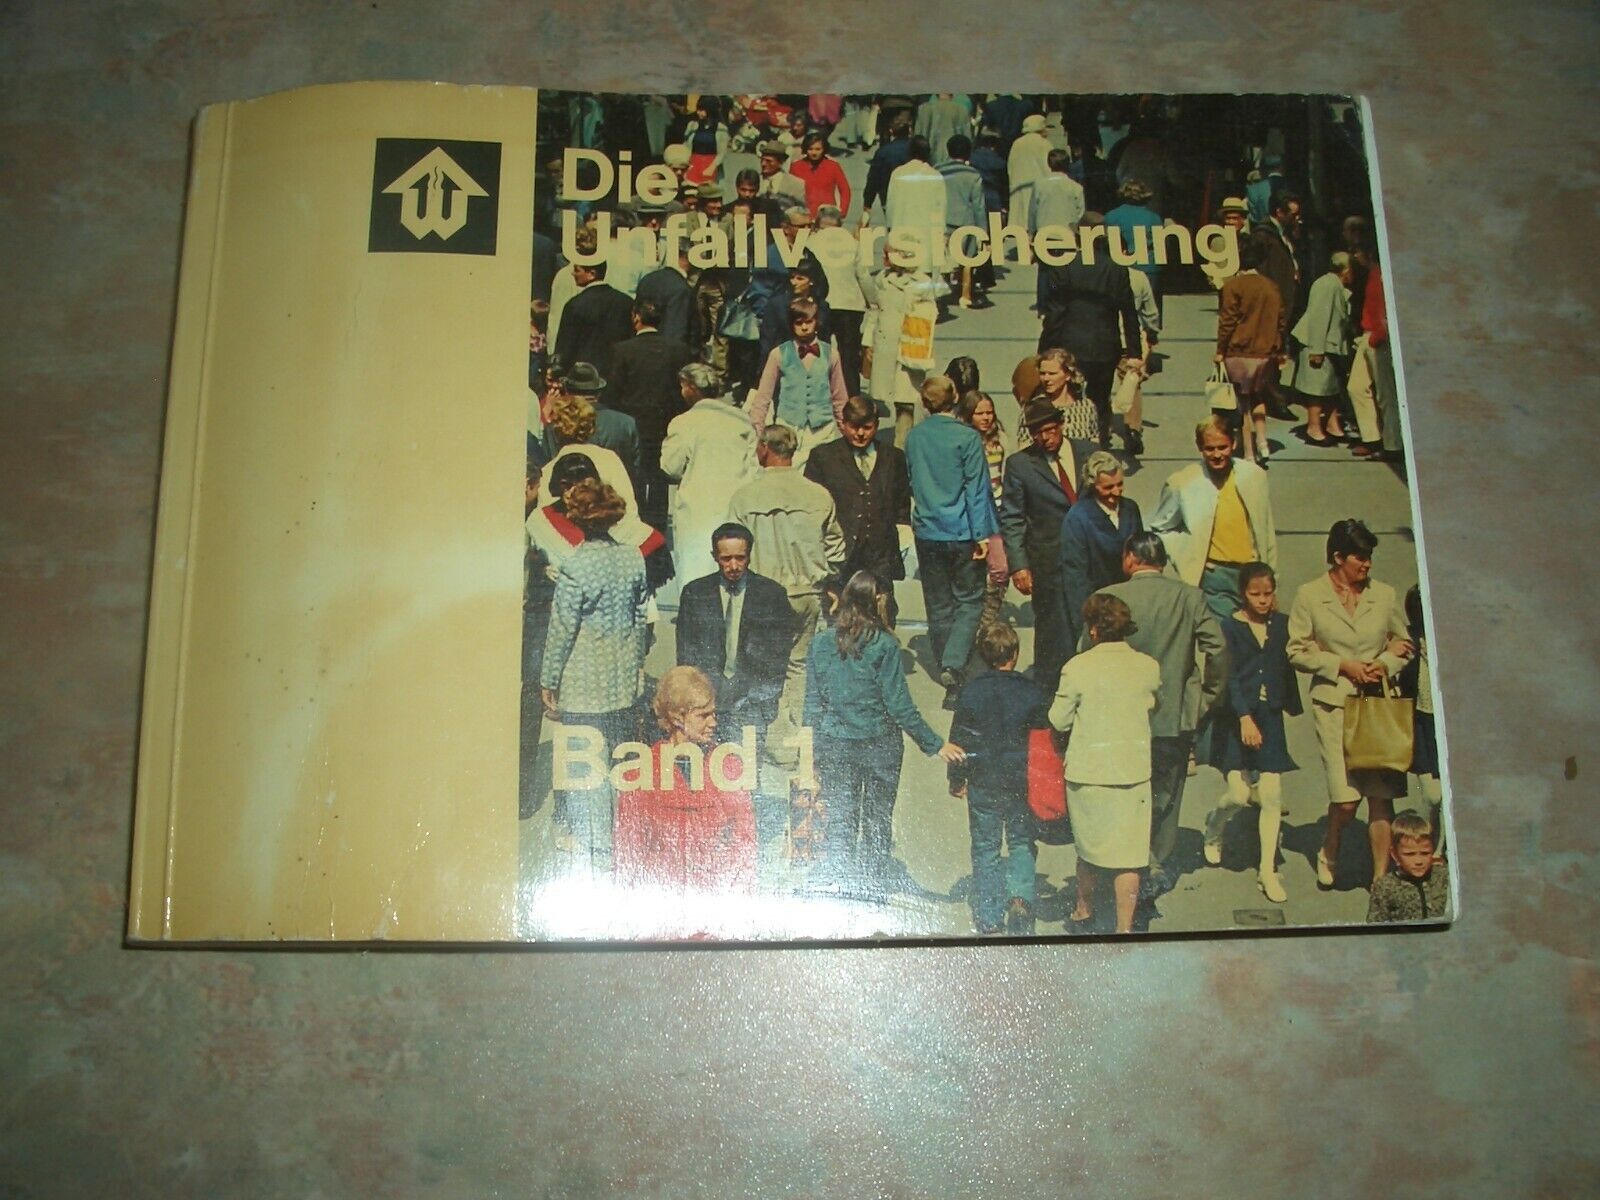 Die
Unfallversicherung
Band 1